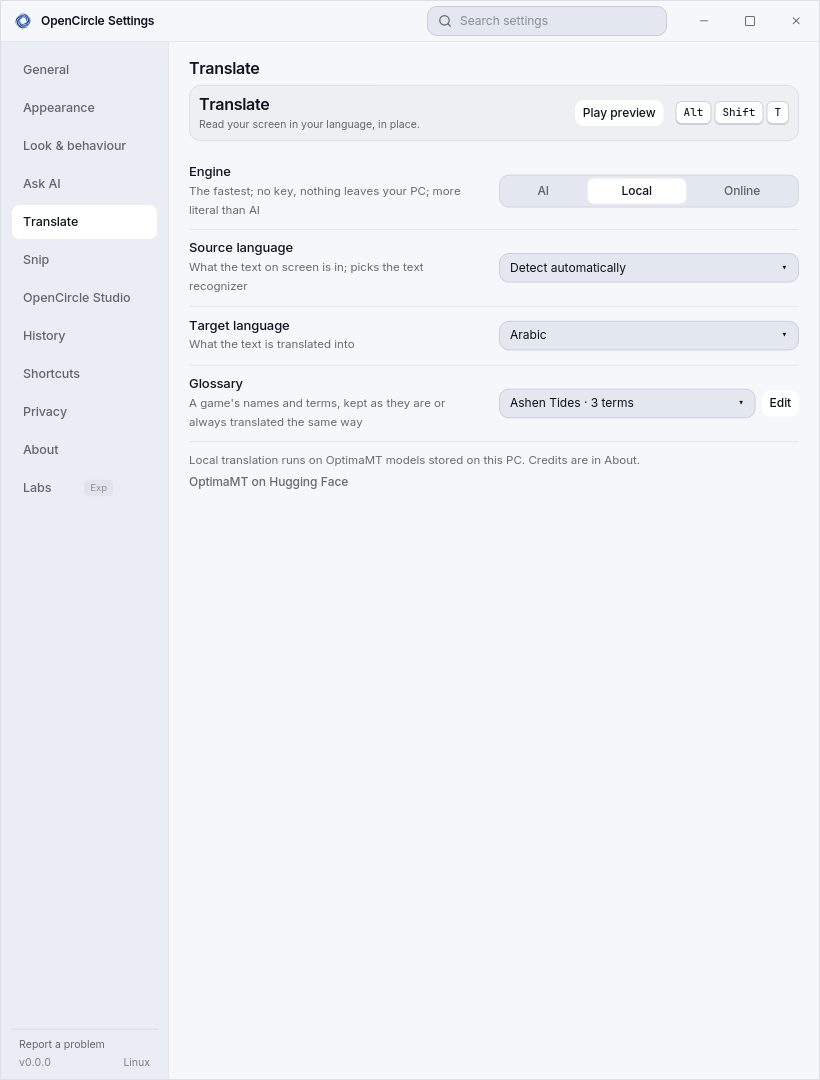 OpenCircle Settings
Search settings
General
Appearance
Look & behaviour
Ask AI
Translate
Snip
OpenCircle Studio
History
Shortcuts
Privacy
About
Labs Exp
Report a problem
v0.0.0 Linux
Translate
Translate
Read your screen in your language, in place.
Play preview Alt Shift T
Engine
The fastest; no key, nothing leaves your PC; more
literal than AI
AI Local Online
Source language
What the text on screen is in; picks the text
recognizer
Detect automatically
Target language
What the text is translated into
Arabic
Glossary
A game's names and terms, kept as they are or
always translated the same way
Ashen Tides · 3 terms
Edit
Local translation runs on OptimaMT models stored on this PC. Credits are in About.
OptimaMT on Hugging Face